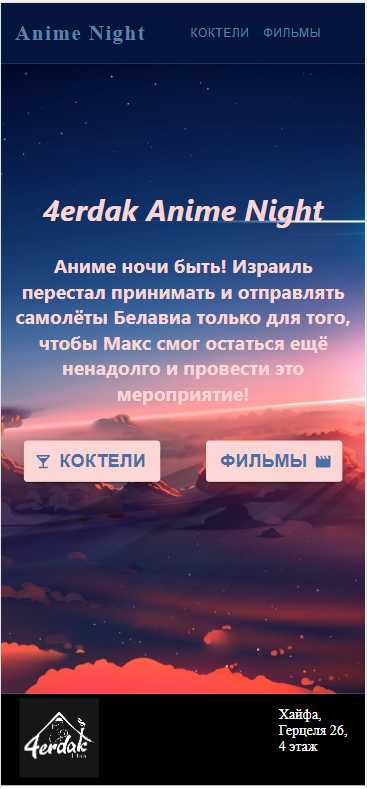 Anime Night КОКТЕЛИ ФИЛЬМЫ
4erdak Anime Night
Аниме ночи быть! Израиль
перестал принимать и отправлять
самолёты Белавиа только для того,
чтобы Макс смог остаться ещё
ненадолго и провести это
мероприятие!
КОКТЕЛИ ФИЛЬМЫ
4erdak
Хайфа,
Герцеля 26,
4 этаж